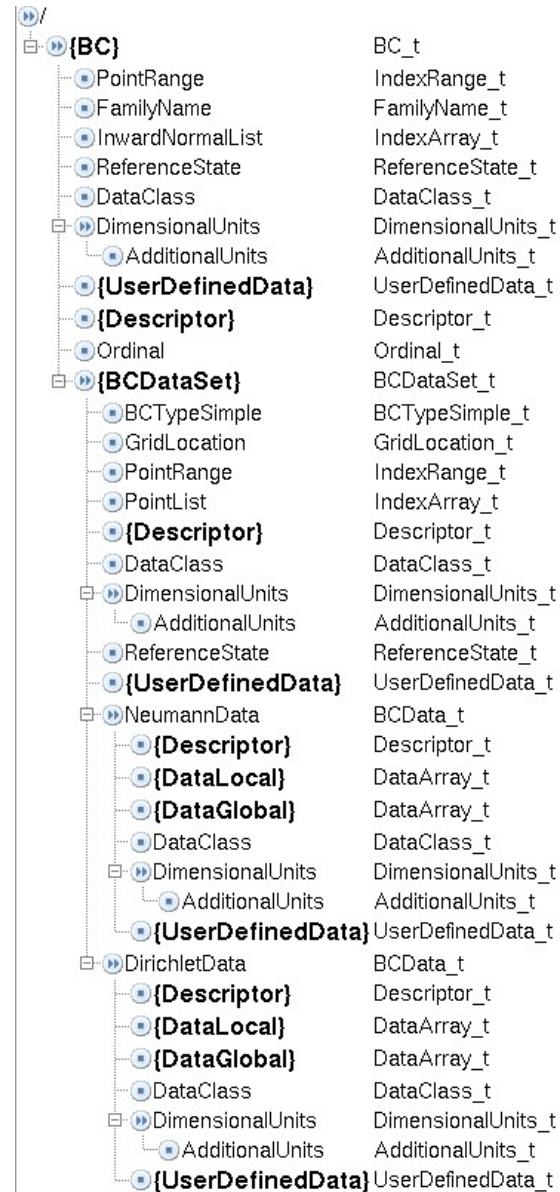 /
{BC} BC_t
PointRange IndexRange_t
FamilyName FamilyName_t
InwardNormalList IndexArray_t
ReferenceState ReferenceState_t
DataClass DataClass_t
DimensionalUnits DimensionalUnits_t
AdditionalUnits AdditionalUnits_t
{UserDefinedData} UserDefinedData_t
{Descriptor} Descriptor_t
Ordinal Ordinal_t
{BCDataSet} BCDataSet_t
BCTypeSimple BCTypeSimple_t
GridLocation GridLocation_t
PointRange IndexRange_t
PointList IndexArray_t
{Descriptor} Descriptor_t
DataClass DataClass_t
DimensionalUnits DimensionalUnits_t
AdditionalUnits AdditionalUnits_t
ReferenceState ReferenceState_t
{UserDefinedData} UserDefinedData_t
NeumannData BCData_t
{Descriptor} Descriptor_t
{DataLocal} DataArray_t
{DataGlobal} DataArray_t
DataClass DataClass_t
DimensionalUnits DimensionalUnits_t
AdditionalUnits AdditionalUnits_t
{UserDefinedData} UserDefinedData_t
DirichletData BCData_t
{Descriptor} Descriptor_t
{DataLocal} DataArray_t
{DataGlobal} DataArray_t
DataClass DataClass_t
DimensionalUnits DimensionalUnits_t
AdditionalUnits AdditionalUnits_t
{UserDefinedData} UserDefinedData_t